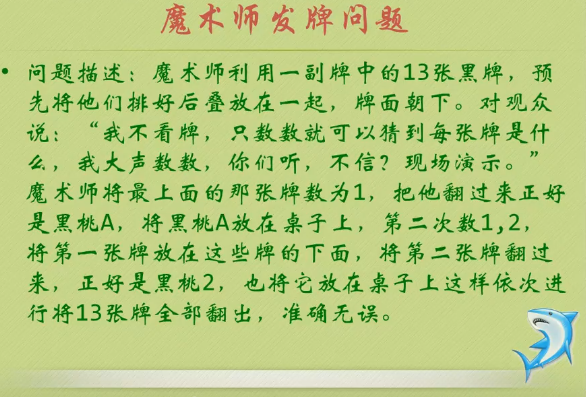 魔术师发牌问题
• 问题描述：魔术师利用一副牌中的13张黑牌，预
先将他们排好后叠放在一起，牌面朝下。对观众
说：“我不看牌，只数数就可以猜到每张牌是什
么，我大声数数，你们听，不信？现场演示。”
魔术师将最上面的那张牌数为1，把他翻过来正好
是黑桃A，将黑桃A放在桌子上，第二次数1,2，
将第一张牌放在这些牌的下面，将第二张牌翻过
来，正好是黑桃2，也将它放在桌子上这样依次进
行将13张牌全部翻出，准确无误。